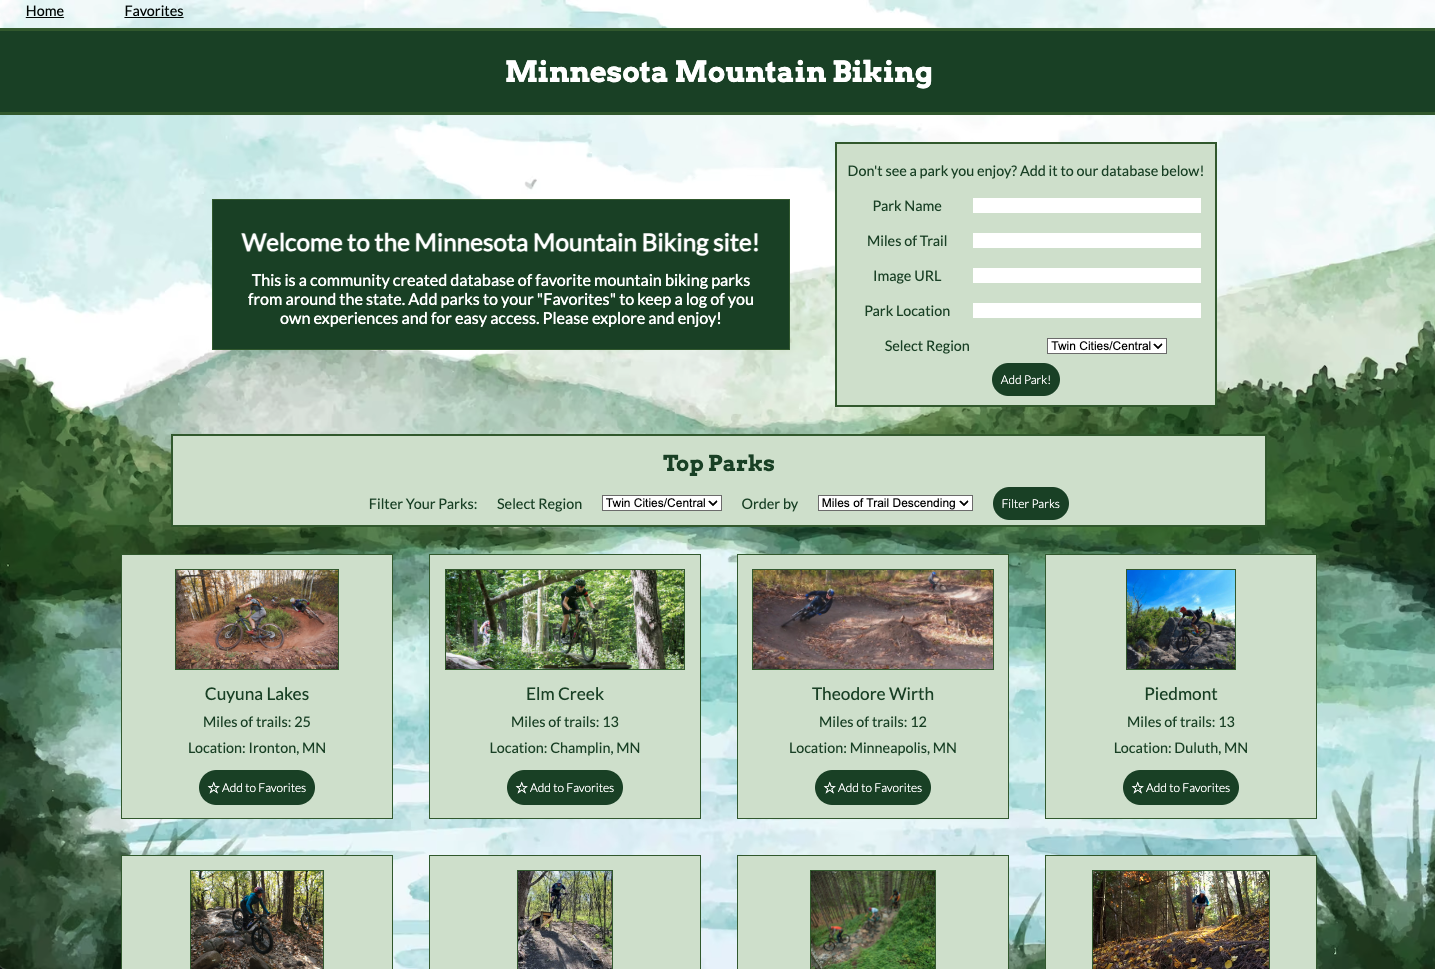 Home Favorites
Minnesota Mountain Biking
Welcome to the Minnesota Mountain Biking site!
This is a community created database of favorite mountain biking parks
from around the state. Add parks to your "Favorites" to keep a log of you
own experiences and for easy access. Please explore and enjoy!
Don't see a park you enjoy? Add it to our database below!
Park Name
Miles of Trail
Image URL
Park Location
Select Region Twin Cities/Central
Add Park!
Top Parks
Filter Your Parks: Select Region Twin Cities/Central Order by Miles of Trail Descending Filter Parks
Cuyuna Lakes
Miles of trails: 25
Location: Ironton, MN
☆ Add to Favorites
Elm Creek
Miles of trails: 13
Location: Champlin, MN
☆ Add to Favorites
Theodore Wirth
Miles of trails: 12
Location: Minneapolis, MN
☆ Add to Favorites
Piedmont
Miles of trails: 13
Location: Duluth, MN
☆ Add to Favorites